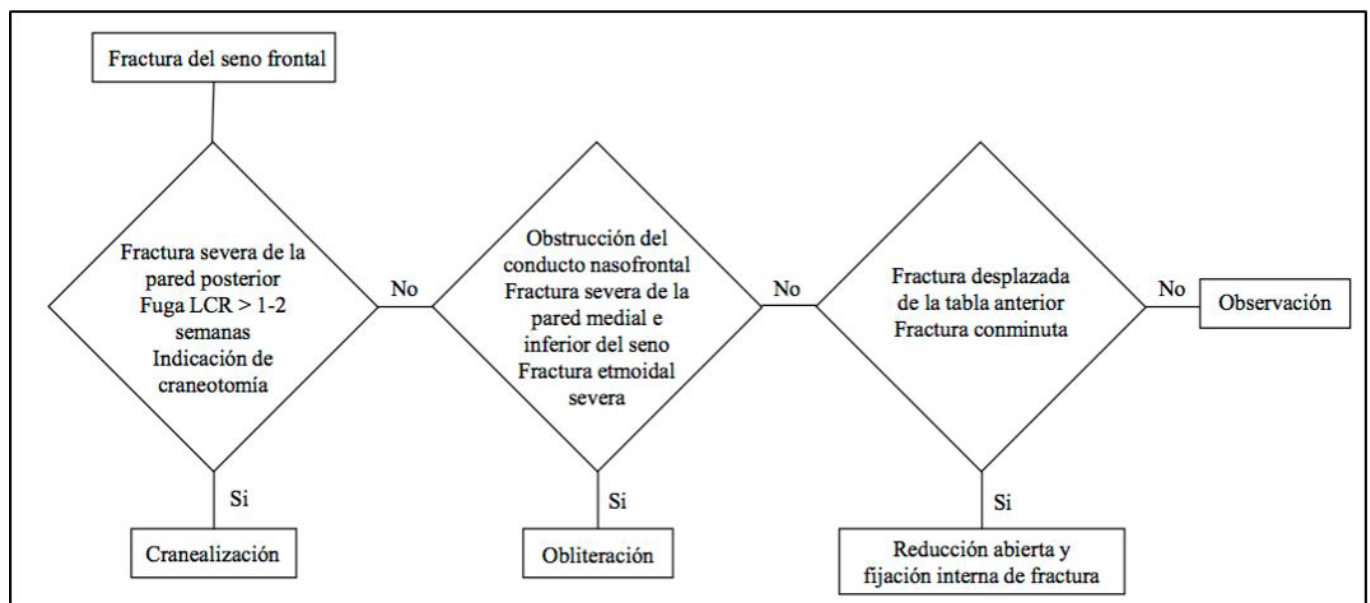 Fractura del seno frontal
Fractura severa de la
pared posterior
Fuga LCR > 1-2
semanas
Indicación de
craneotomía
No
Obstrucción del
conducto nasofrontal
Fractura severa de la
pared medial e
inferior del seno
Fractura etmoidal
severa
No
Fractura desplazada
de la tabla anterior
Fractura conminuta
No
Observación
Si
Cranealización
Si
Obliteración
Si
Reducción abierta y
fijación interna de fractura